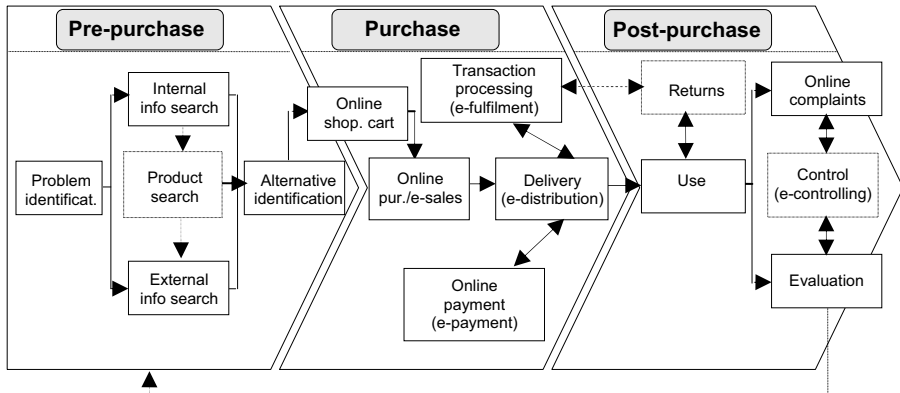 Pre-purchase
Purchase
Post-purchase
Internal
info search
Problem
identificat.
Product
search
External
info search
Alternative
identification
Online
shop. cart
Transaction
processing
(e-fulfilment)
Online
pur./e-sales
Delivery
(e-distribution)
Online
payment
(e-payment)
Returns
Use
Online
complaints
Control
(e-controlling)
Evaluation